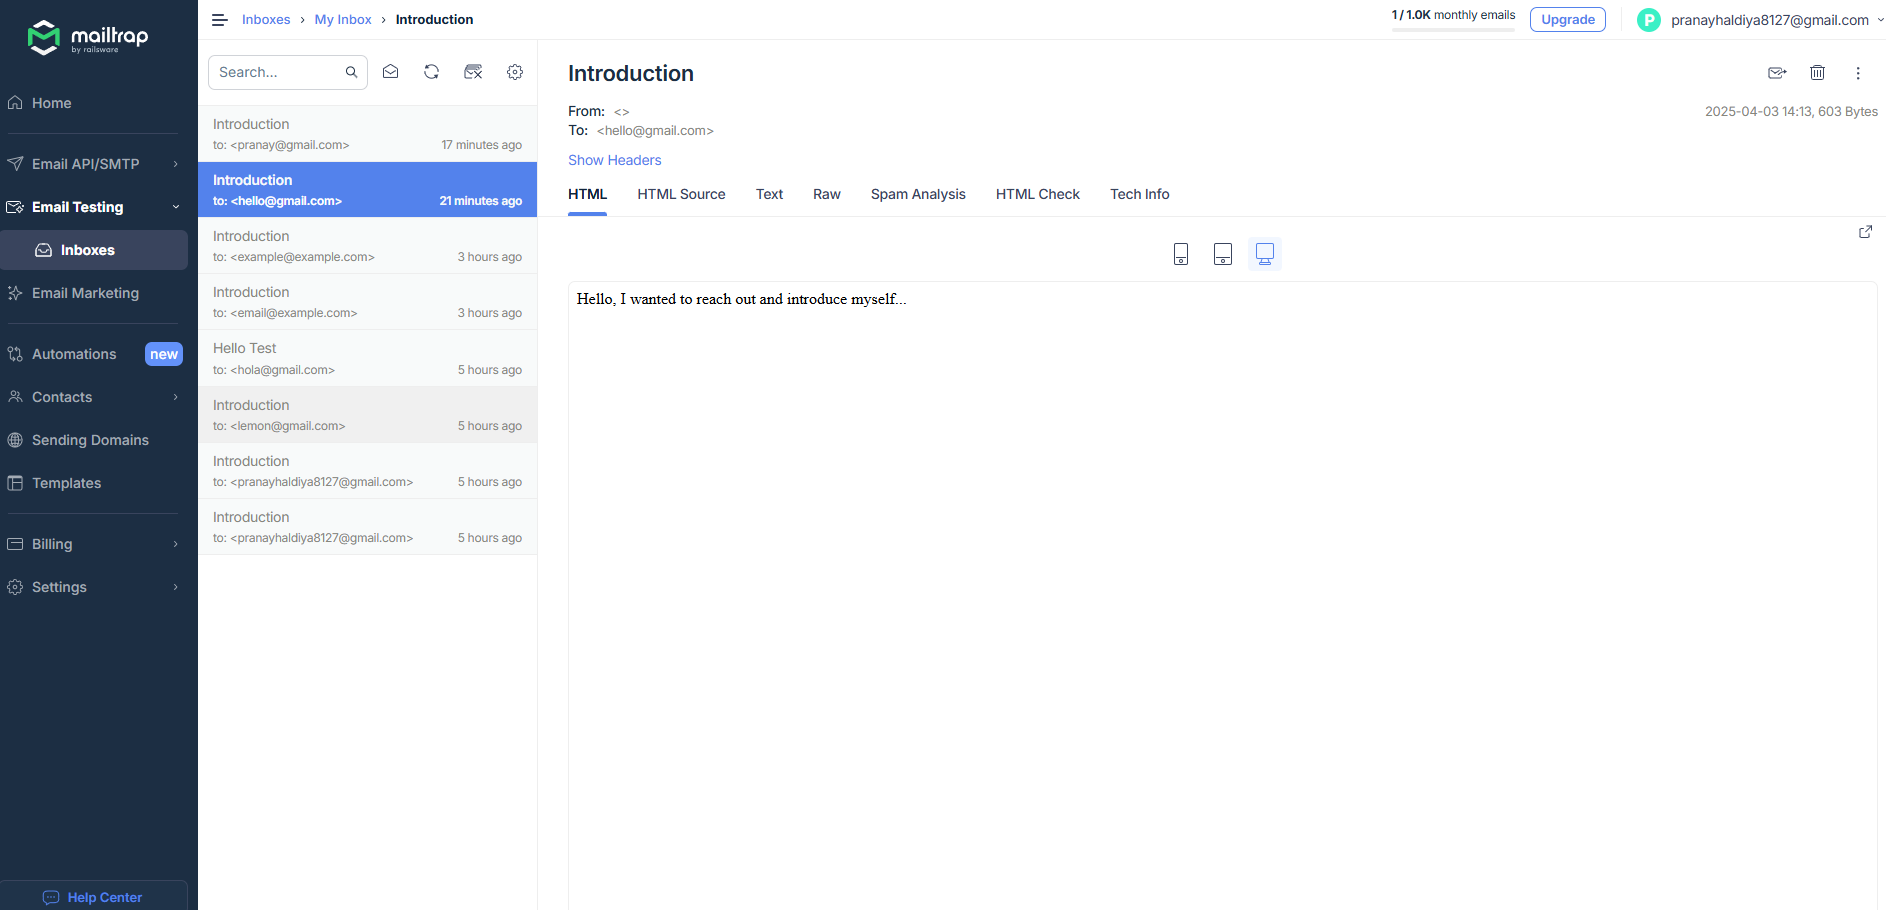 mailtrap
by railsware
Home
Email API/SMTP
Email Testing
Inboxes
Email Marketing
Automations new
Contacts
Sending Domains
Templates
Billing
Settings
Help Center
Inboxes › My Inbox › Introduction
1 / 1.0K monthly emails
Upgrade
P pranayhaldiya8127@gmail.com
Search...
Introduction
to: <pranay@gmail.com> 17 minutes ago
Introduction
to: <hello@gmail.com> 21 minutes ago
Introduction
to: <example@example.com> 3 hours ago
Introduction
to: <email@example.com> 3 hours ago
Hello Test
to: <hola@gmail.com> 5 hours ago
Introduction
to: <lemon@gmail.com> 5 hours ago
Introduction
to: <pranayhaldiya8127@gmail.com> 5 hours ago
Introduction
to: <pranayhaldiya8127@gmail.com> 5 hours ago
Introduction
From: <>
2025-04-03 14:13, 603 Bytes
To: <hello@gmail.com>
Show Headers
HTML HTML Source Text Raw Spam Analysis HTML Check Tech Info
Hello, I wanted to reach out and introduce myself...